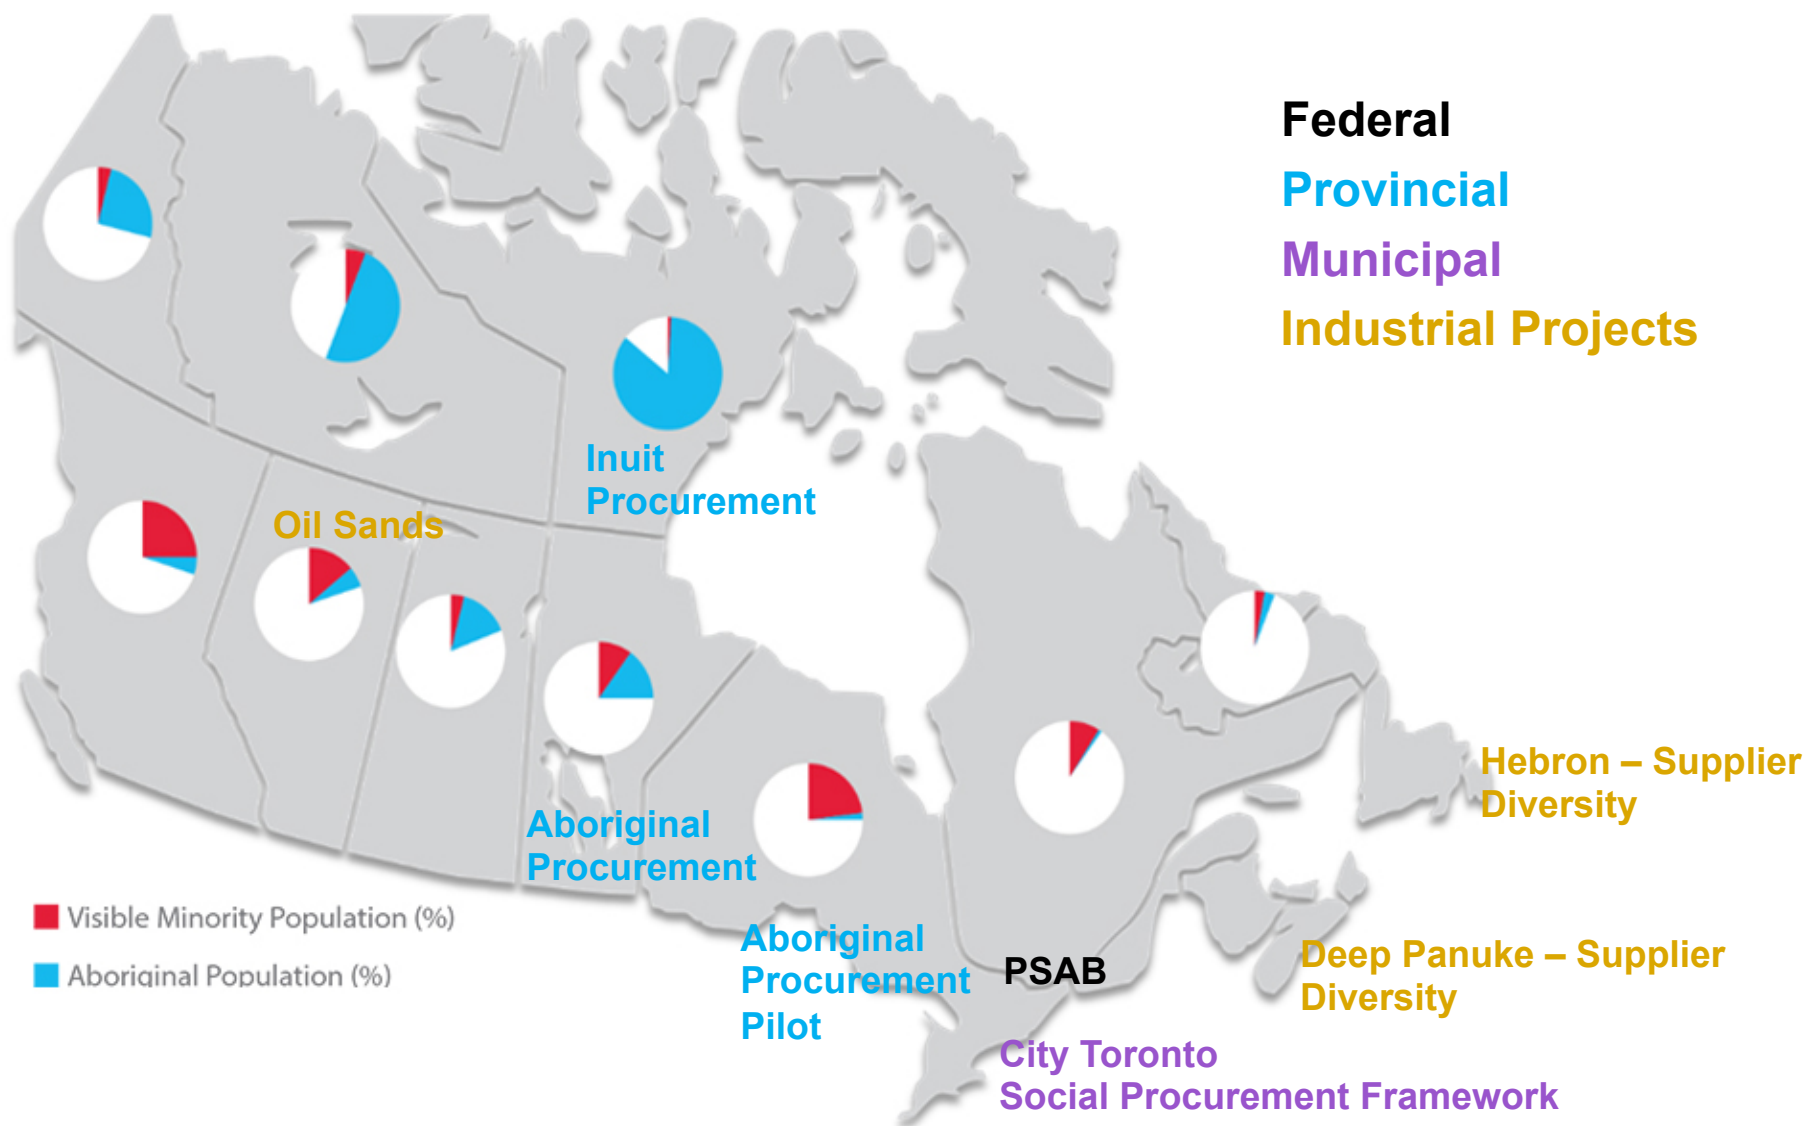 Federal
Provincial
Municipal
Industrial Projects
Inuit
Procurement
Oil Sands
Hebron – Supplier
Diversity
Aboriginal
Procurement
Visible Minority Population (%)
Aboriginal Population (%)
Aboriginal
Procurement
Pilot
PSAB
Deep Panuke – Supplier
Diversity
City Toronto
Social Procurement Framework